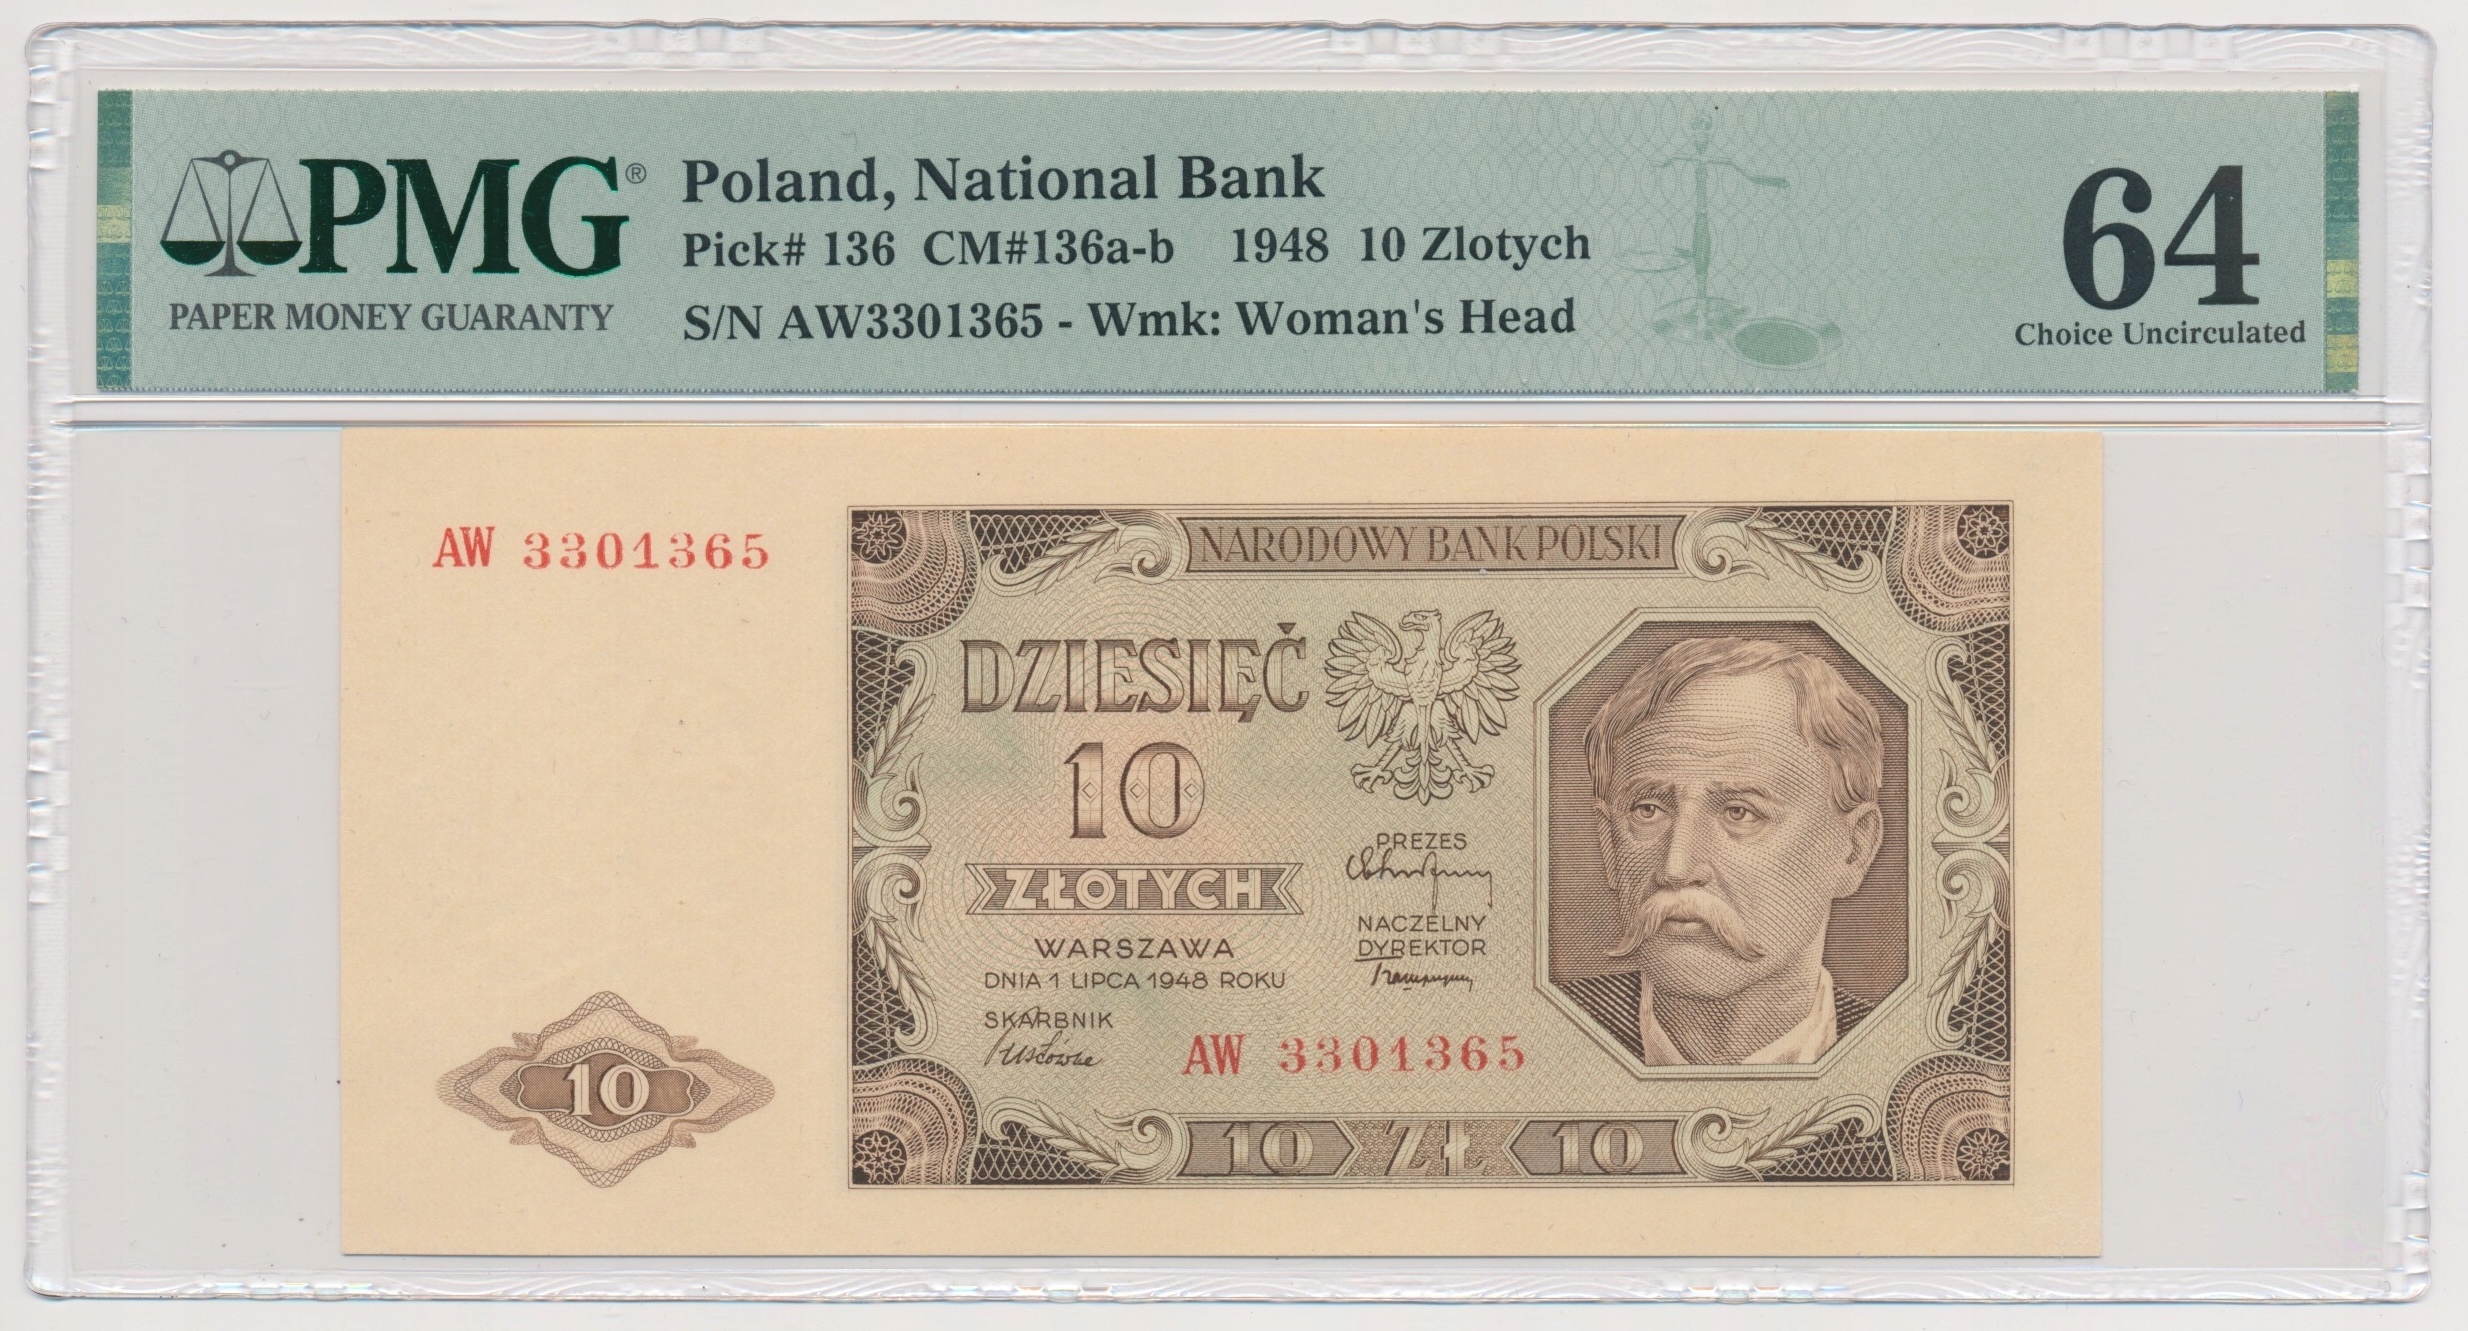 PMG®
PAPER MONEY GUARANTY
Poland, National Bank
Pick# 136 CM#136a-b 1948 10 Zlotych
S/N AW3301365 - Wmk: Woman's Head
64
Choice Uncirculated
AW 3301365
NARODOWY BANK POLSKI
DZIESIĘĆ
10
ZŁOTYCH
WARSZAWA
DNIA 1 LIPCA 1948 ROKU
SKARBNIK
PREZES
NACZELNY
DYREKTOR
AW 3301365
10
10 ZŁ 10